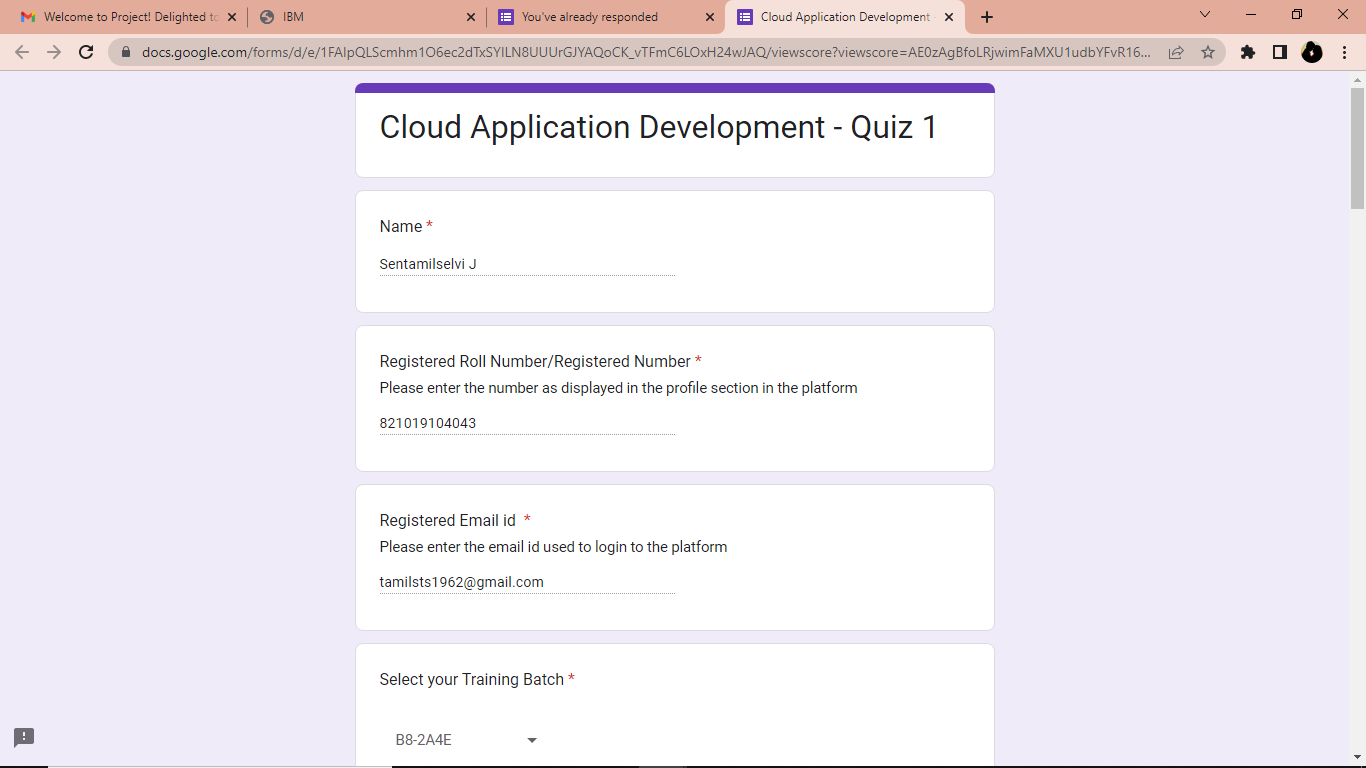 Welcome to Project! Delighted to
IBM
You've already responded
Cloud Application Development
docs.google.com/forms/d/e/1FAIpQLScmhm1O6ec2dTxSYILN8UUUrGJYAQoCK_vTFmC6LOxH24wJAQ/viewscore?viewscore=AE0zAgBfoLRjwimFaMXU1udbYFvR16...
Cloud Application Development - Quiz 1
Name *
Sentamilselvi J
Registered Roll Number/Registered Number *
Please enter the number as displayed in the profile section in the platform
821019104043
Registered Email id *
Please enter the email id used to login to the platform
tamilsts1962@gmail.com
Select your Training Batch *
B8-2A4E